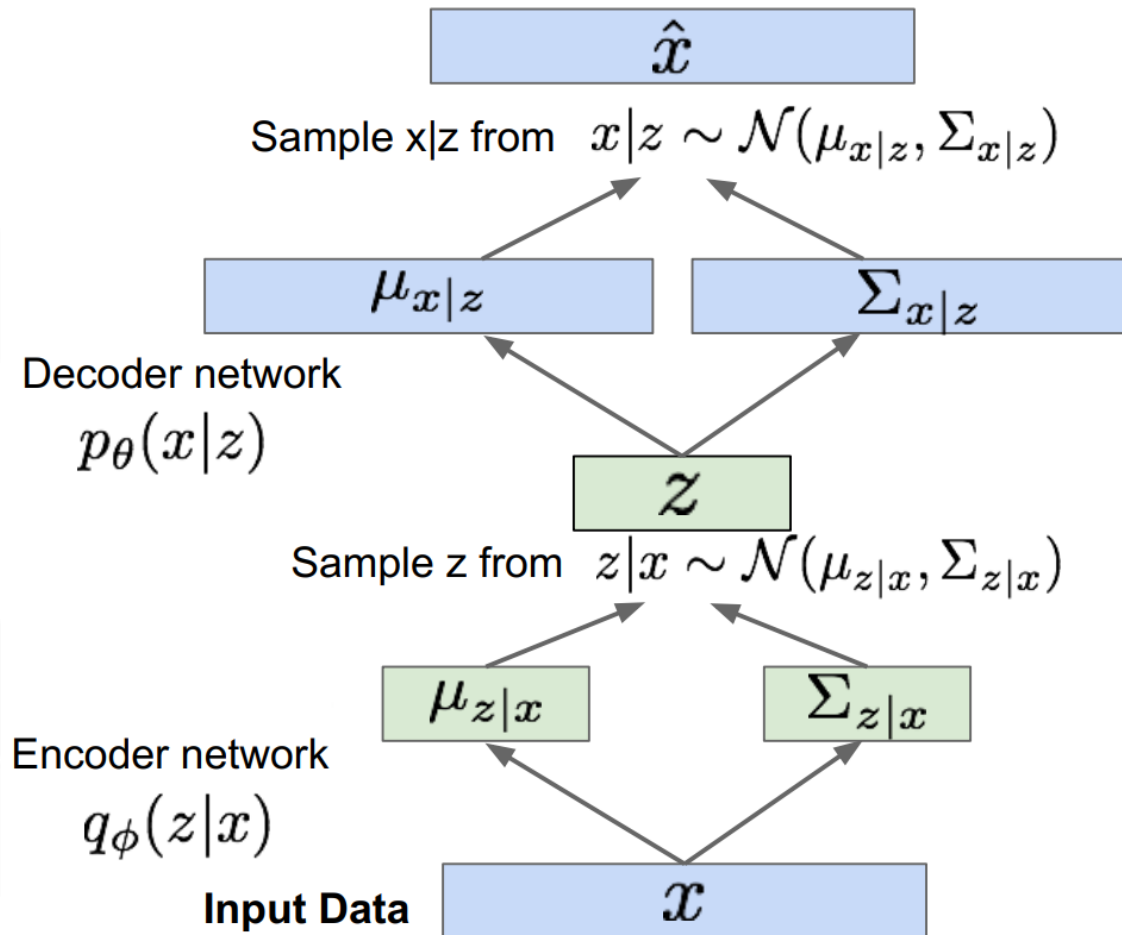 x̂
Sample x|z from x|z ∼ 𝒩(μ_{x|z}, Σ_{x|z})
μ_{x|z} Σ_{x|z}
Decoder network
p_θ(x|z)
z
Sample z from z|x ∼ 𝒩(μ_{z|x}, Σ_{z|x})
μ_{z|x} Σ_{z|x}
Encoder network
q_ϕ(z|x)
Input Data x